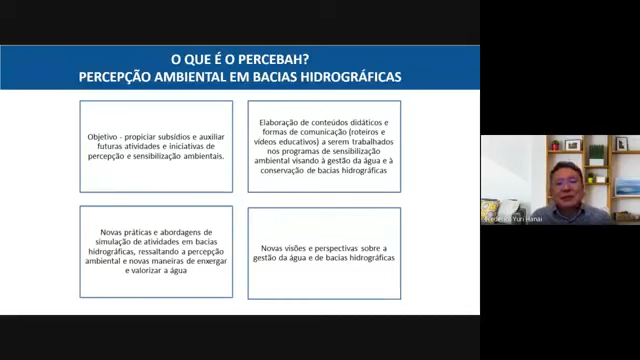 O QUE É O PERCEBAH?
PERCEPÇÃO AMBIENTAL EM BACIAS HIDROGRÁFICAS
Objetivo - propiciar subsídios e auxiliar
futuras atividades e iniciativas de
percepção e sensibilização ambientais.
Elaboração de conteúdos didáticos e
formas de comunicação (roteiros e
vídeos educativos) a serem trabalhados
nos programas de sensibilização
ambiental visando à gestão da água e à
conservação de bacias hidrográficas
Novas práticas e abordagens de
simulação de atividades em bacias
hidrográficas, ressaltando a percepção
ambiental e novas maneiras de enxergar
e valorizar a água
Novas visões e perspectivas sobre a
gestão da água e de bacias hidrográficas
Frederico Yuri Hanai